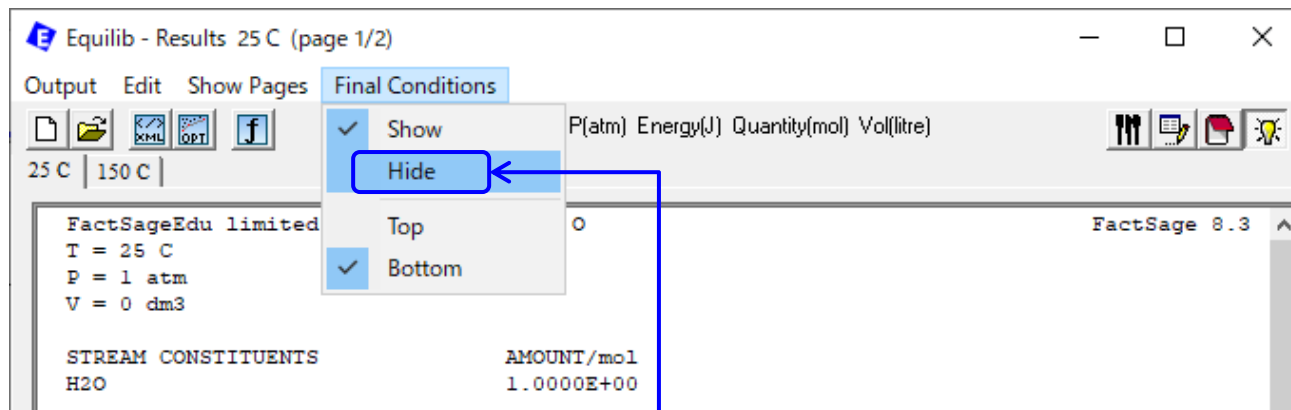 Equilib - Results 25 C (page 1/2)
Output Edit Show Pages Final Conditions
XML OPT f P(atm) Energy(J) Quantity(mol) Vol(litre)
Show
Hide
Top
Bottom
25 C 150 C
FactSageEdu limited O FactSage 8.3
T = 25 C
P = 1 atm
V = 0 dm3
STREAM CONSTITUENTS AMOUNT/mol
H2O 1.0000E+00